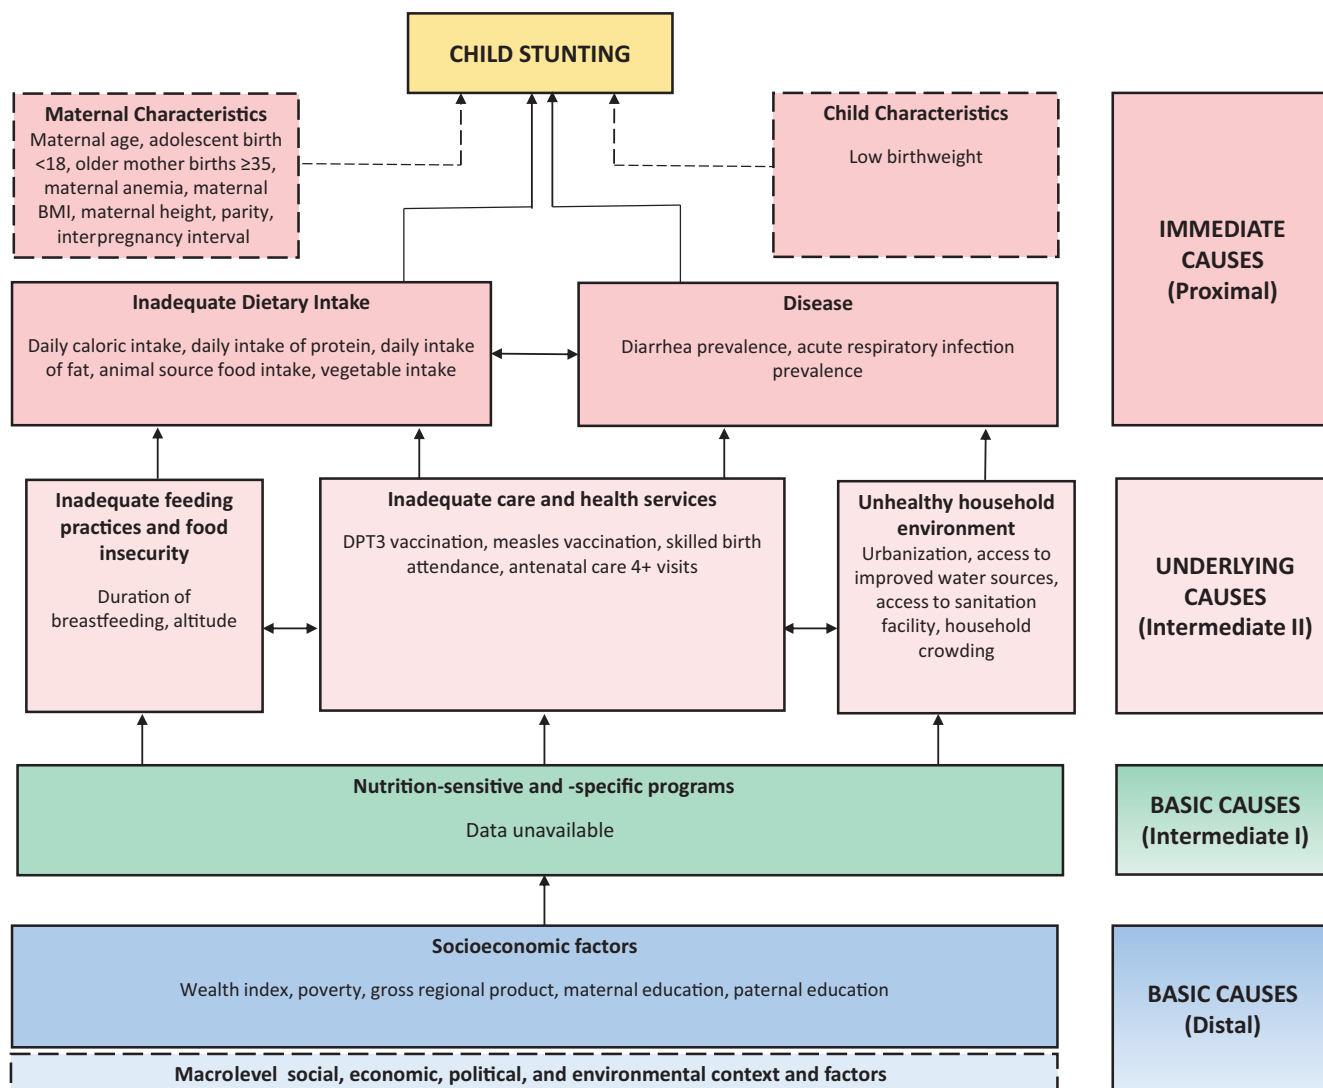 CHILD STUNTING
Maternal Characteristics
Maternal age, adolescent birth
<18, older mother births ≥35,
maternal anemia, maternal
BMI, maternal height, parity,
interpregnancy interval
Child Characteristics
Low birthweight
IMMEDIATE
CAUSES
(Proximal)
Inadequate Dietary Intake
Daily caloric intake, daily intake of protein, daily intake
of fat, animal source food intake, vegetable intake
Disease
Diarrhea prevalence, acute respiratory infection
prevalence
Inadequate feeding
practices and food
insecurity
Duration of
breastfeeding, altitude
Inadequate care and health services
DPT3 vaccination, measles vaccination, skilled birth
attendance, antenatal care 4+ visits
Unhealthy household
environment
Urbanization, access to
improved water sources,
access to sanitation
facility, household
crowding
UNDERLYING
CAUSES
(Intermediate II)
Nutrition-sensitive and -specific programs
Data unavailable
BASIC CAUSES
(Intermediate I)
Socioeconomic factors
Wealth index, poverty, gross regional product, maternal education, paternal education
BASIC CAUSES
(Distal)
Macrolevel social, economic, political, and environmental context and factors